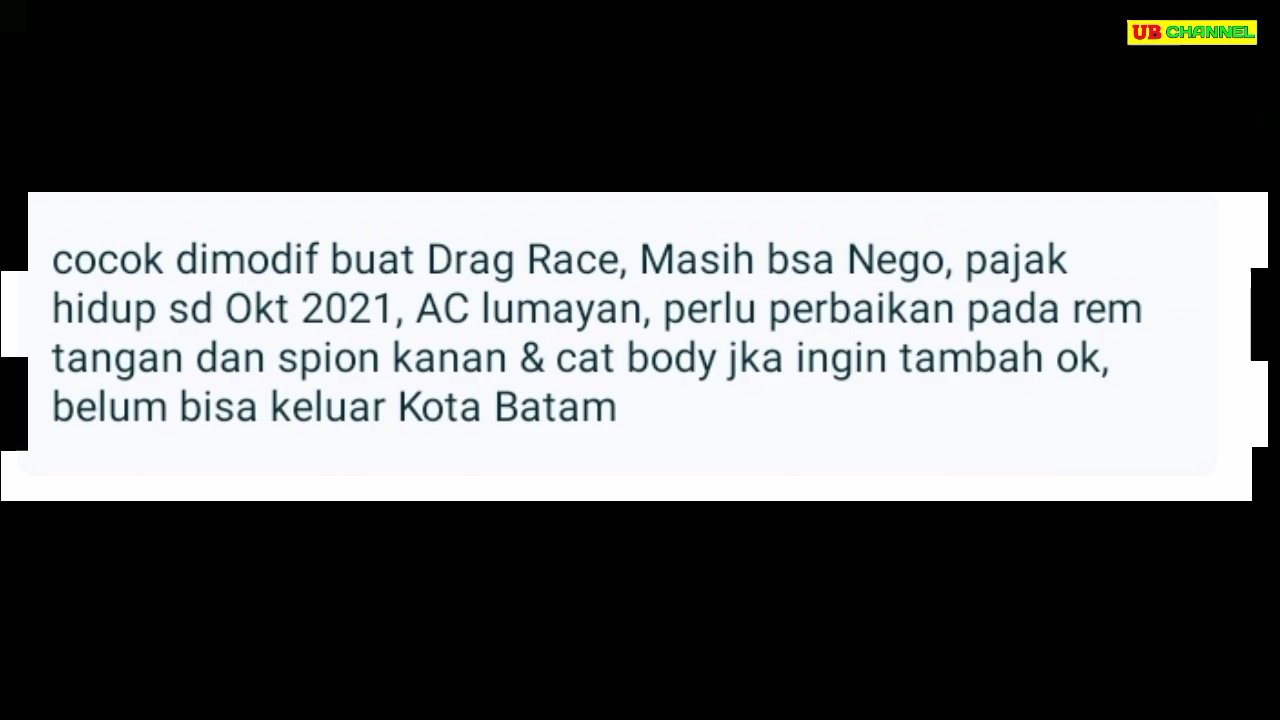 UB CHANNEL
cocok dimodif buat Drag Race, Masih bsa Nego, pajak
hidup sd Okt 2021, AC lumayan, perlu perbaikan pada rem
tangan dan spion kanan & cat body jka ingin tambah ok,
belum bisa keluar Kota Batam